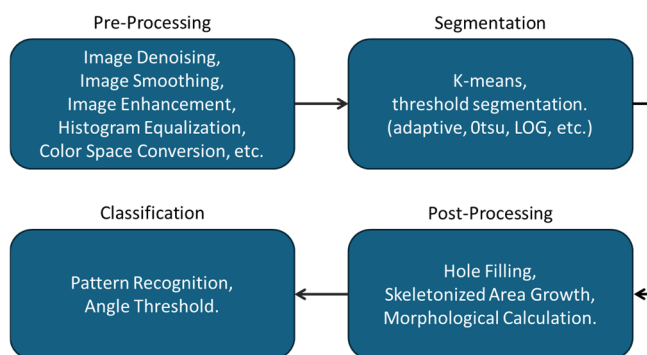 Pre-Processing
Image Denoising,
Image Smoothing,
Image Enhancement,
Histogram Equalization,
Color Space Conversion, etc.
Segmentation
K-means,
threshold segmentation.
(adaptive, 0tsu, LOG, etc.)
Post-Processing
Hole Filling,
Skeletonized Area Growth,
Morphological Calculation.
Classification
Pattern Recognition,
Angle Threshold.